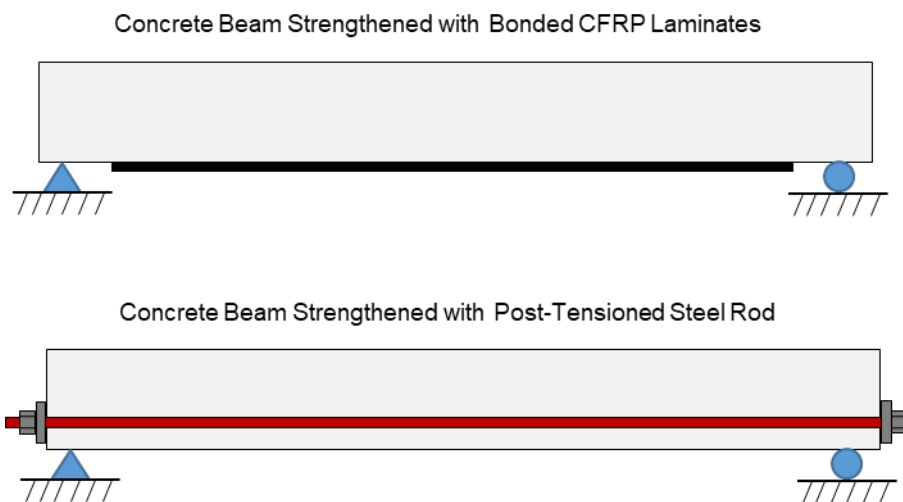 Concrete Beam Strengthened with Bonded CFRP Laminates
Concrete Beam Strengthened with Post-Tensioned Steel Rod